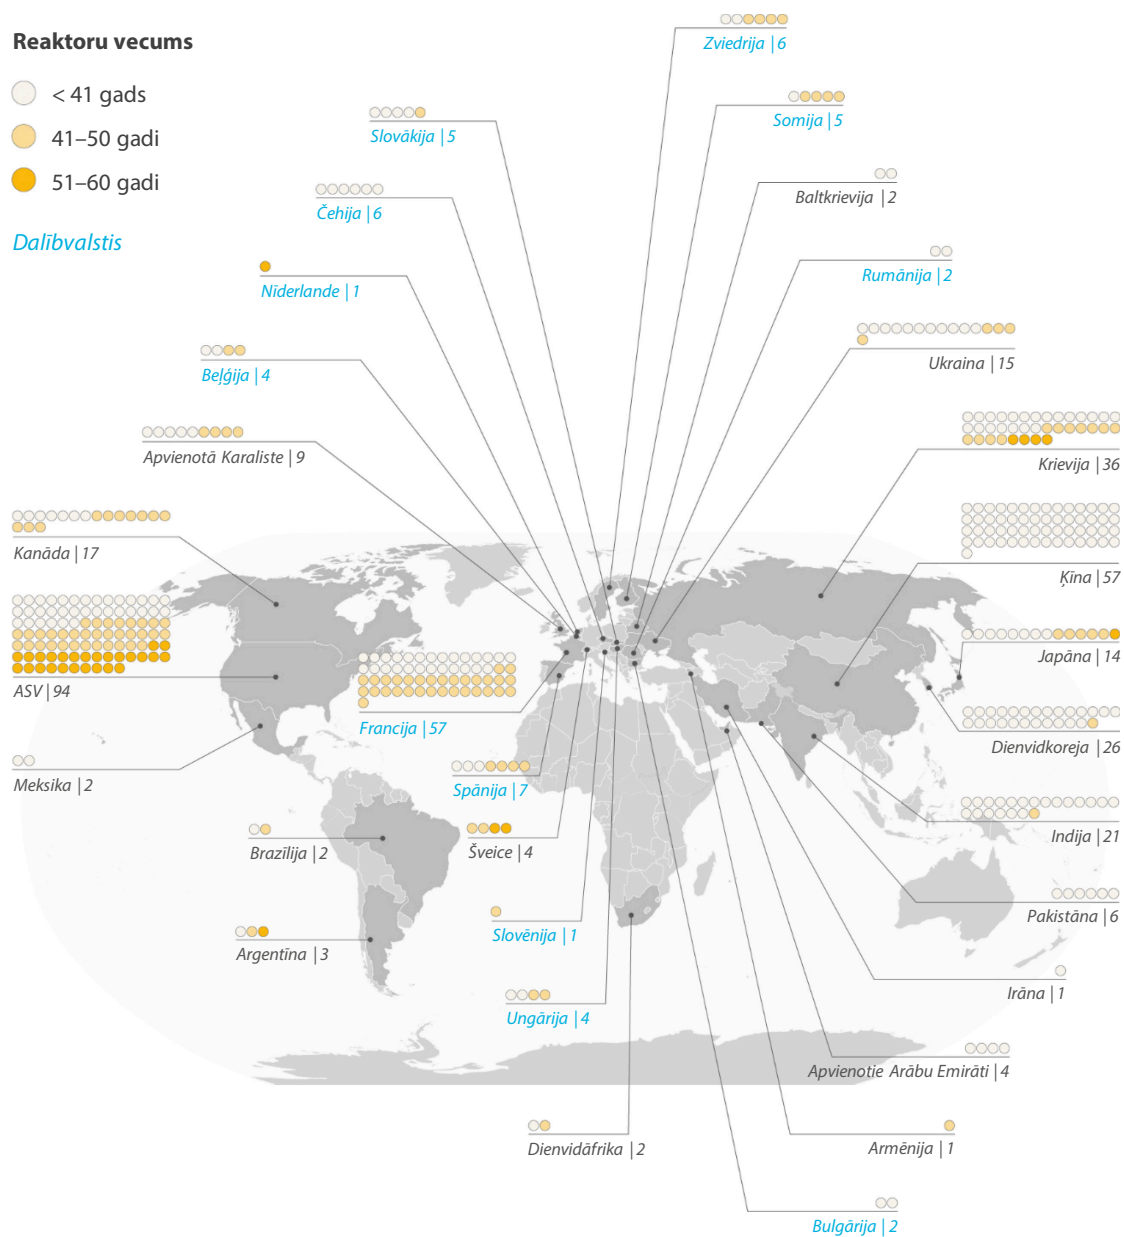 Reaktoru vecums
< 41 gads
41–50 gadi
51–60 gadi
Dalībvalstis
Zviedrija | 6
Somija | 5
Slovākija | 5
Baltkrievija | 2
Čehija | 6
Rumānija | 2
Nīderlande | 1
Ukraina | 15
Beļģija | 4
Apvienotā Karaliste | 9
Krievija | 36
Kanāda | 17
Ķīna | 57
Japāna | 14
ASV | 94
Francija | 57
Dienvidkoreja | 26
Meksika | 2
Spānija | 7
Indija | 21
Brazīlija | 2
Šveice | 4
Pakistāna | 6
Slovēnija | 1
Argentīna | 3
Irāna | 1
Ungārija | 4
Apvienotie Arābu Emirāti | 4
Dienvidāfrika | 2
Armēnija | 1
Bulgārija | 2